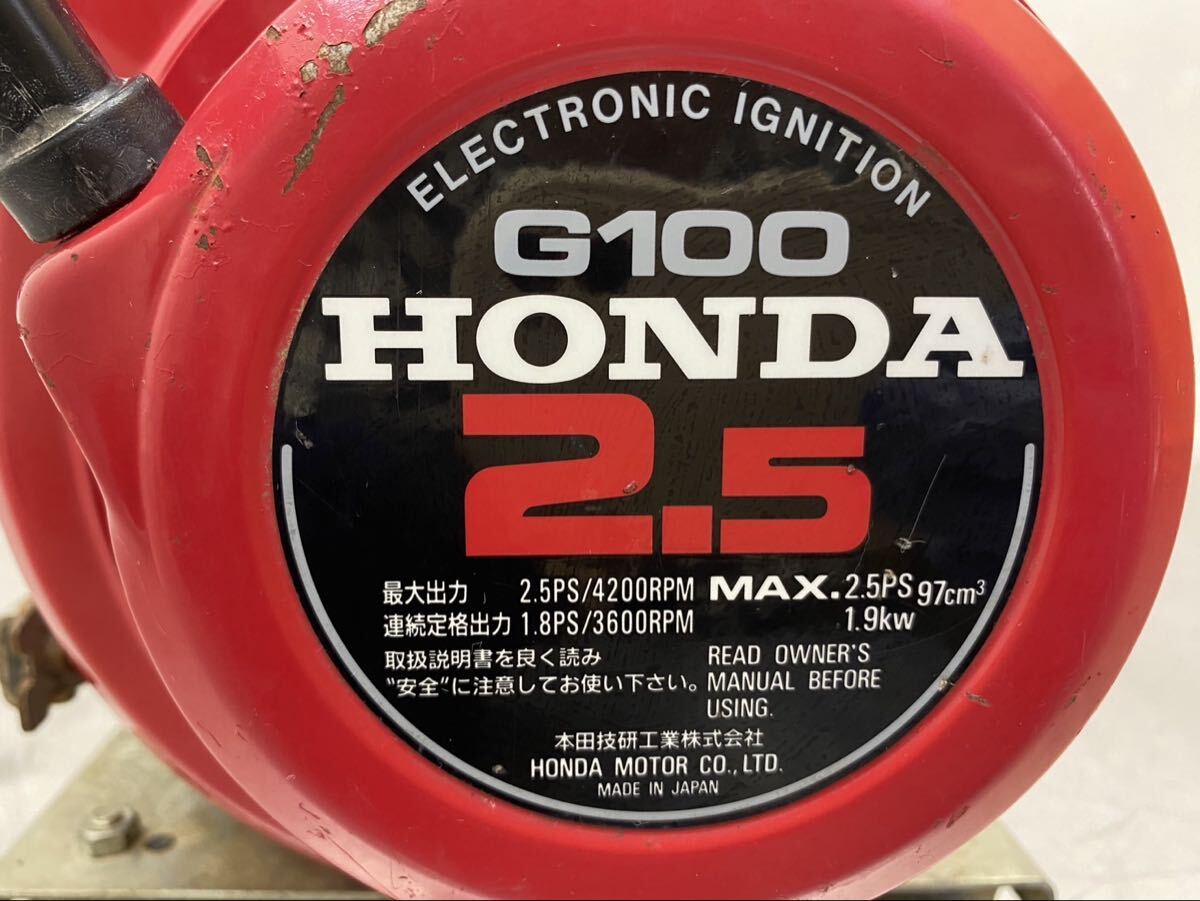 ELECTRONIC IGNITION
G100
HONDA
2.5
最大出力 2.5PS/4200RPM MAX. 2.5PS 97cm³
連続定格出力 1.8PS/3600RPM 1.9kw
取扱説明書を良く読み
"安全"に注意してお使い下さい。
READ OWNER'S
MANUAL BEFORE
USING.
本田技研工業株式会社
HONDA MOTOR CO., LTD.
MADE IN JAPAN